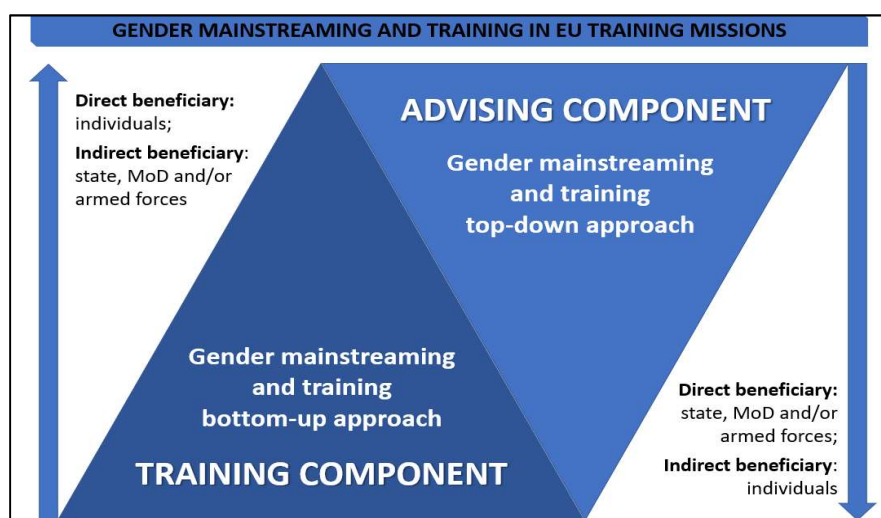 GENDER MAINSTREAMING AND TRAINING IN EU TRAINING MISSIONS
Direct beneficiary:
individuals;
Indirect beneficiary:
state, MoD and/or
armed forces
ADVISING COMPONENT
Gender mainstreaming
and training
top-down approach
Gender mainstreaming
and training
bottom-up approach
TRAINING COMPONENT
Direct beneficiary:
state, MoD and/or
armed forces;
Indirect beneficiary:
individuals